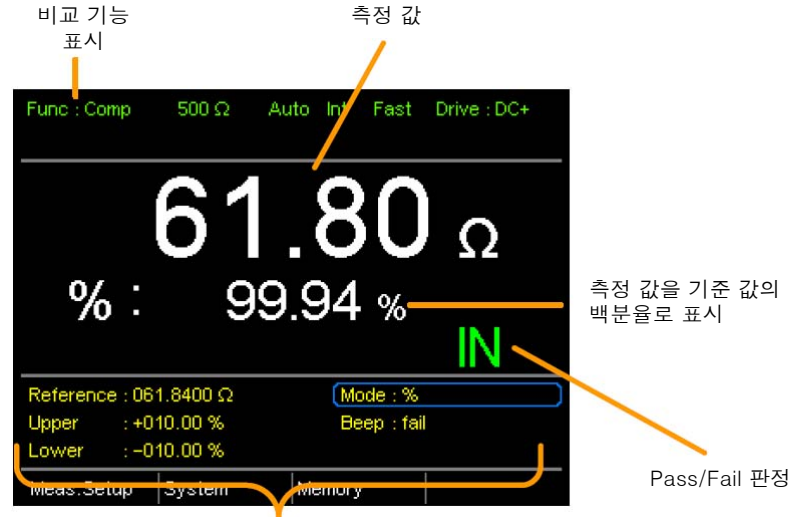 비교 기능
표시
측정 값
Func : Comp 500 Ω Auto Int Fast Drive : DC+
61.80 Ω
% : 99.94 %
측정 값을 기준 값의
백분율로 표시
IN
Reference : 061.8400 Ω Mode : %
Upper : +010.00 % Beep : fail
Lower : -010.00 %
Pass/Fail 판정
Meas.Setup System Memory